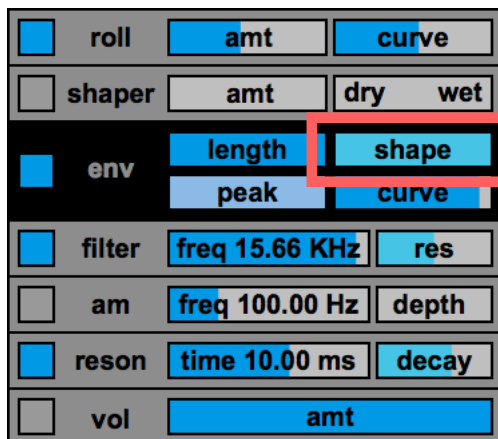 roll amt curve
shaper amt dry wet
env length shape
peak curve
filter freq 15.66 KHz res
am freq 100.00 Hz depth
reson time 10.00 ms decay
vol amt